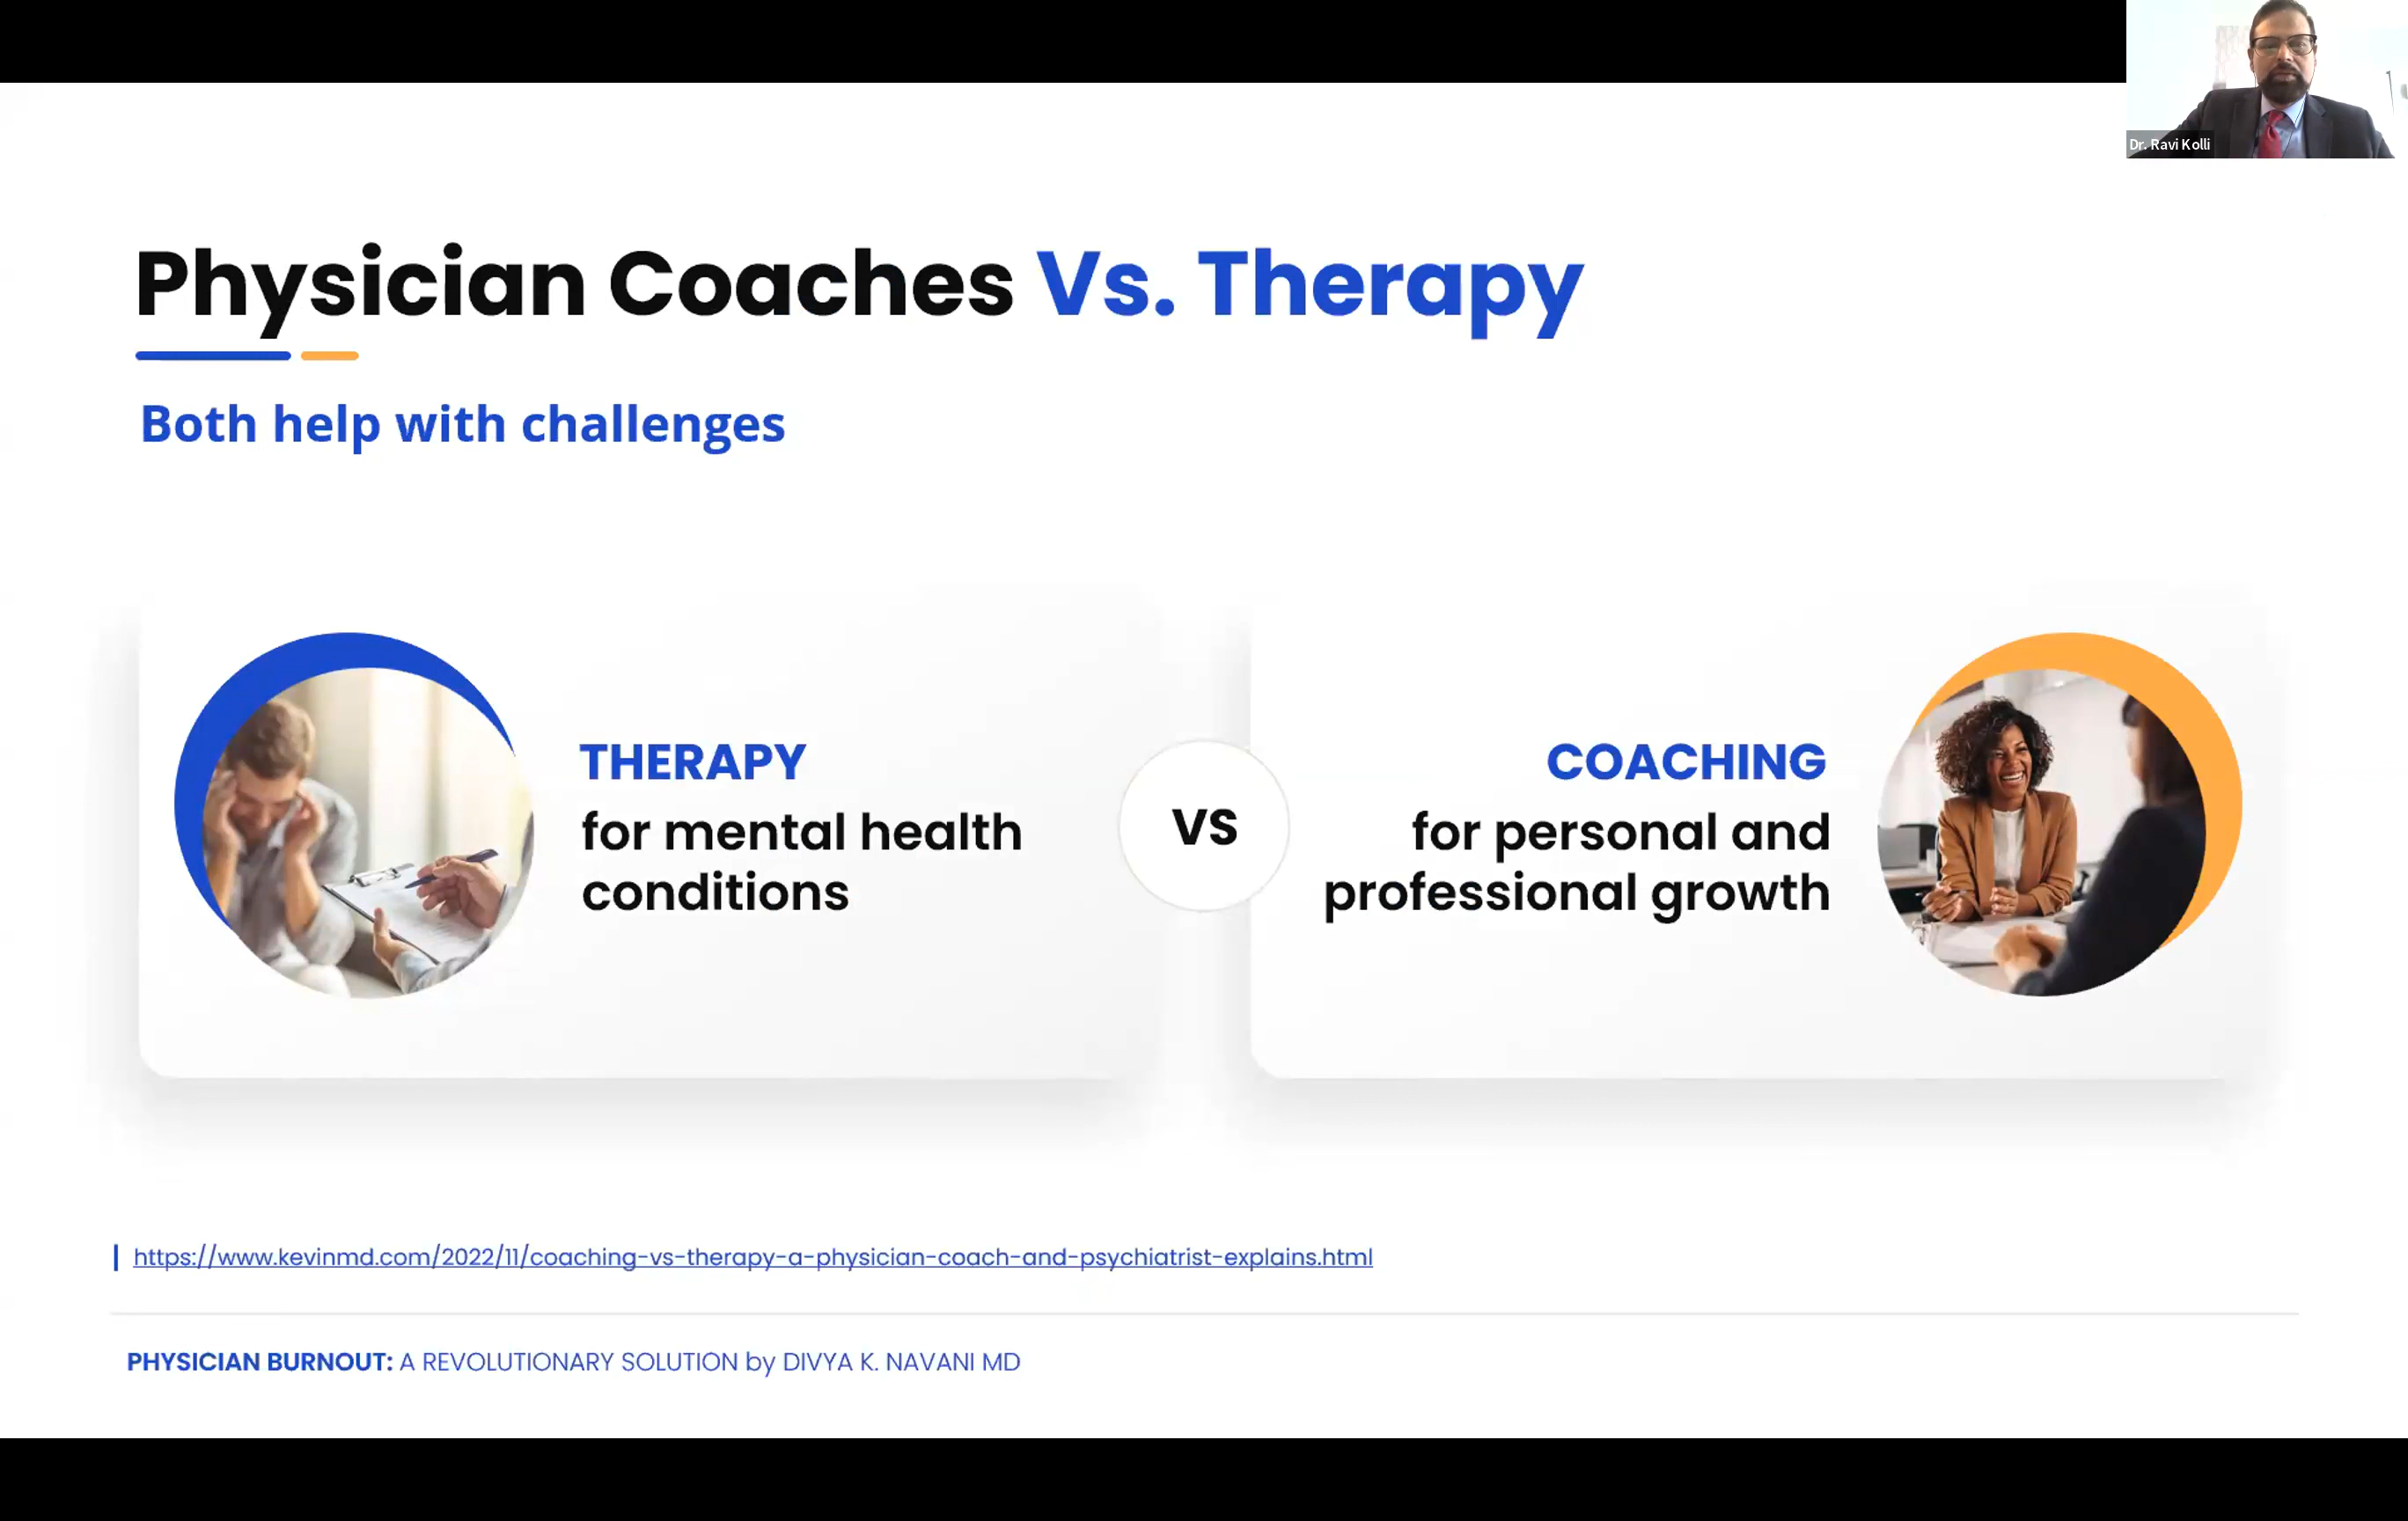 Dr. Ravi Kolli
Physician Coaches Vs. Therapy
Both help with challenges
THERAPY
for mental health
conditions
VS
COACHING
for personal and
professional growth
https://www.kevinmd.com/2022/11/coaching-vs-therapy-a-physician-coach-and-psychiatrist-explains.html
PHYSICIAN BURNOUT: A REVOLUTIONARY SOLUTION by DIVYA K. NAVANI MD